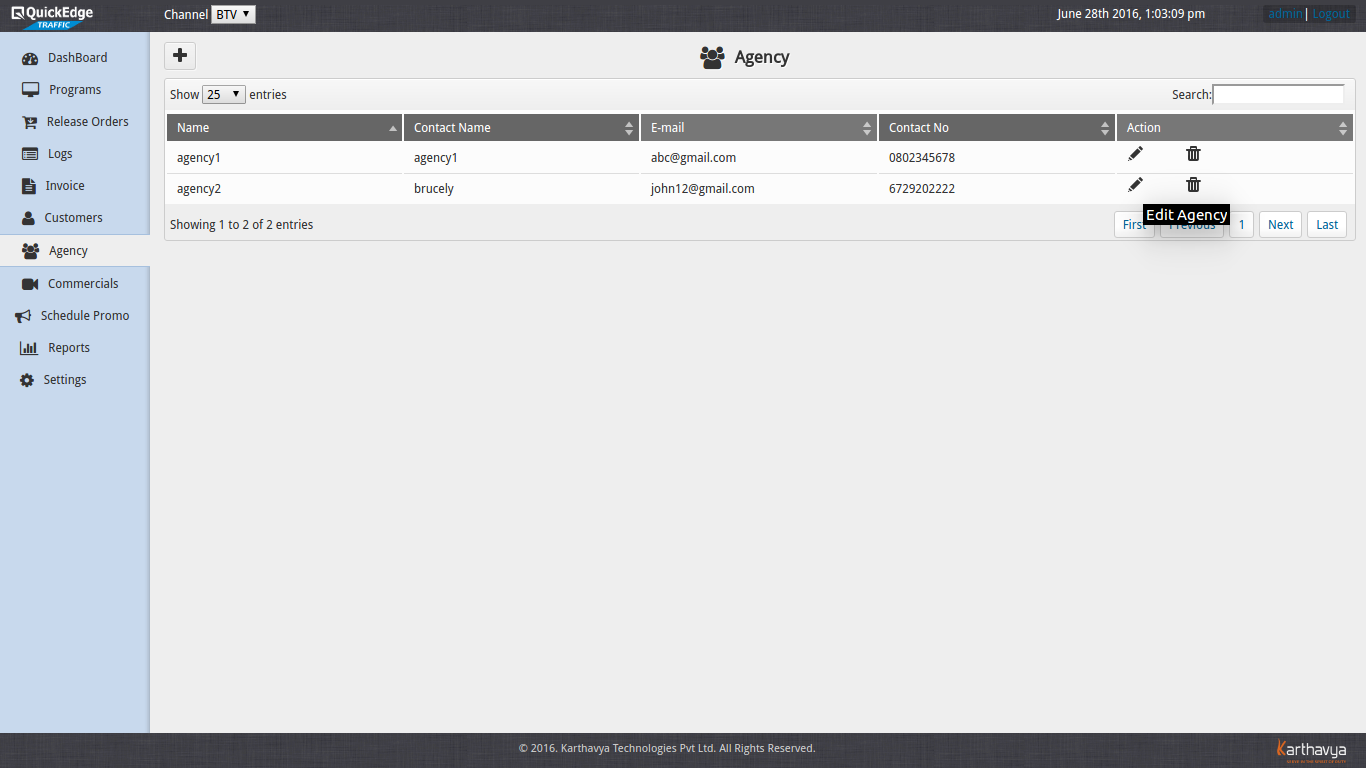 QuickEdge
TRAFFIC
Channel BTV
June 28th 2016, 1:03:09 pm
admin | Logout
DashBoard
Programs
Release Orders
Logs
Invoice
Customers
Agency
Commercials
Schedule Promo
Reports
Settings
Agency
Show 25 entries
Search:
Name Contact Name E-mail Contact No Action
agency1 agency1 abc@gmail.com 0802345678
agency2 brucely john12@gmail.com 6729202222
Edit Agency
Showing 1 to 2 of 2 entries
First Previous 1 Next Last
© 2016. Karthavya Technologies Pvt Ltd. All Rights Reserved.
Karthavya